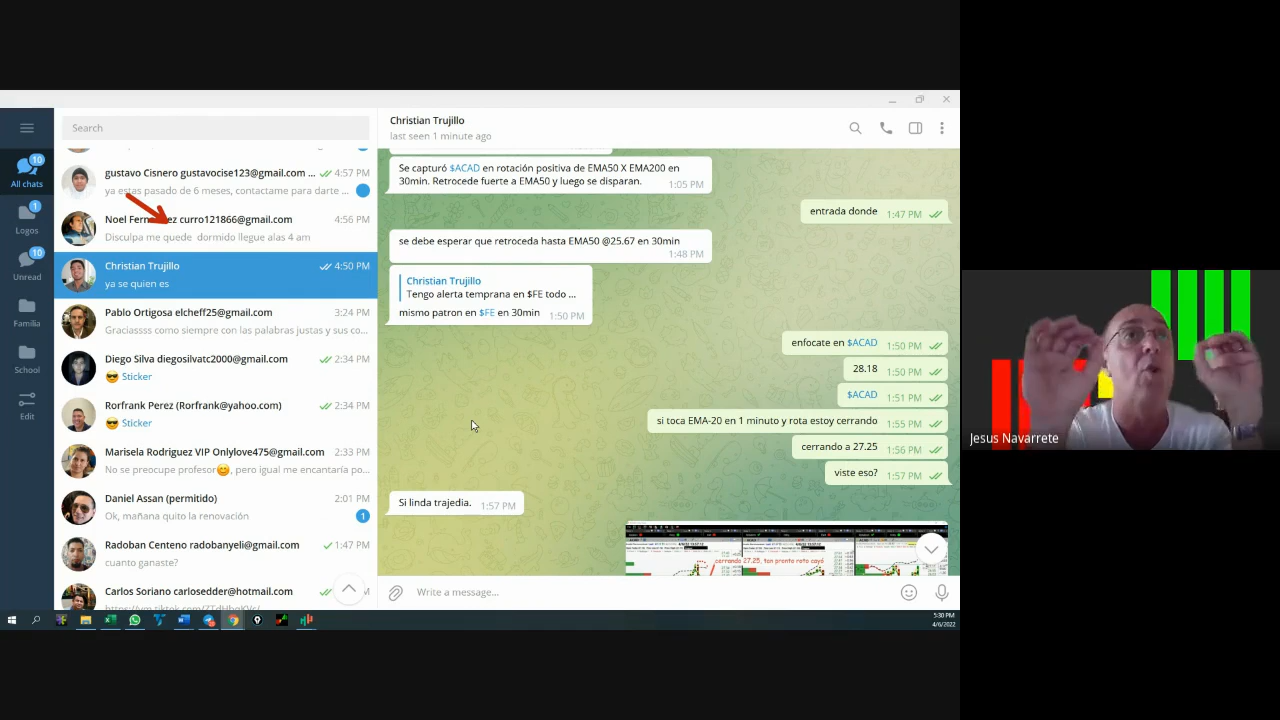 Search
All chats
10
Logos
1
Unread
10
Familia
School
Edit
gustavo Cisnero gustavocise123@gmail.com ... 4:57 PM
ya estas pasado de 6 meses, contactame para darte ...
Noel Fern ez curro121866@gmail.com 4:56 PM
Disculpa me quede dormido llegue alas 4 am
Christian Trujillo 4:50 PM
ya se quien es
Pablo Ortigosa elcheff25@gmail.com 3:24 PM
Graciassss como siempre con las palabras justas y sus co...
Diego Silva diegosilvatc2000@gmail.com 2:34 PM
😎 Sticker
Rorfrank Perez (Rorfrank@yahoo.com) 2:34 PM
😎 Sticker
Marisela Rodriguez VIP Onlylove475@gmail.com 2:33 PM
No se preocupe profesor😊, pero igual me encantaría po...
Daniel Assan (permitido) 2:01 PM
Ok, mañana quito la renovación 1
Radoban Centeno radobanyeli@gmail.com 1:47 PM
cuanto ganaste?
Carlos Soriano carlosedder@hotmail.com M
Christian Trujillo
last seen 1 minute ago
Se capturó $ACAD en rotación positiva de EMA50 X EMA200 en
30min. Retrocede fuerte a EMA50 y luego se disparan.
1:05 PM
entrada donde 1:47 PM
se debe esperar que retroceda hasta EMA50 @25.67 en 30min
1:48 PM
Christian Trujillo
Tengo alerta temprana en $FE todo ...
mismo patron en $FE en 30min 1:50 PM
enfocate en $ACAD 1:50 PM
28.18 1:50 PM
$ACAD 1:51 PM
si toca EMA-20 en 1 minuto y rota estoy cerrando 1:55 PM
cerrando a 27.25 1:56 PM
viste eso? 1:57 PM
Si linda trajedia. 1:57 PM
cerrando 27.25, tan pronto roto cayó
Write a message...
5:30 PM
4/6/2022
Jesus Navarrete